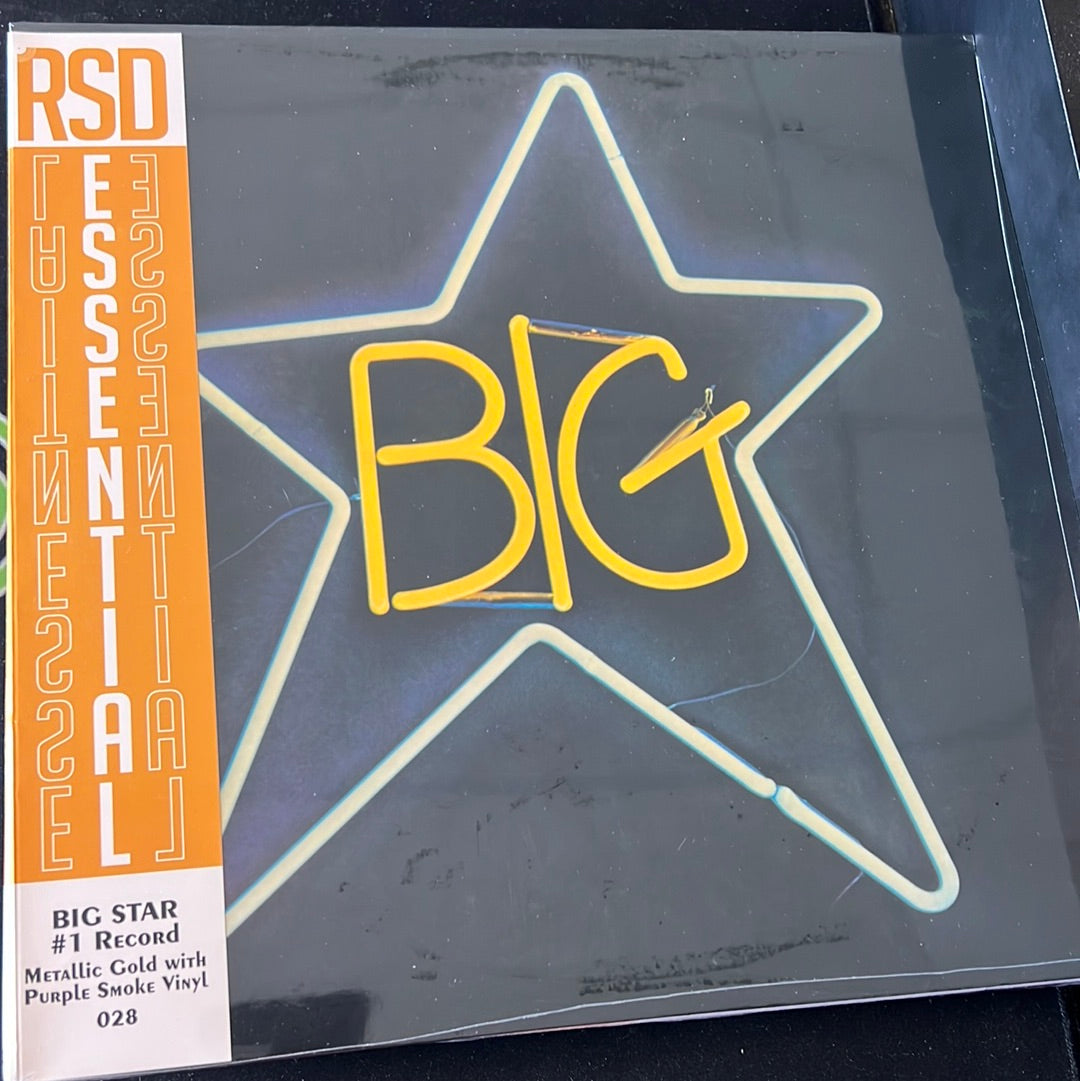 RSD
ESSENTIAL
ESSENTIAL
ESSENTIAL
BIG STAR
#1 Record
Metallic Gold with
Purple Smoke Vinyl
028
BIG